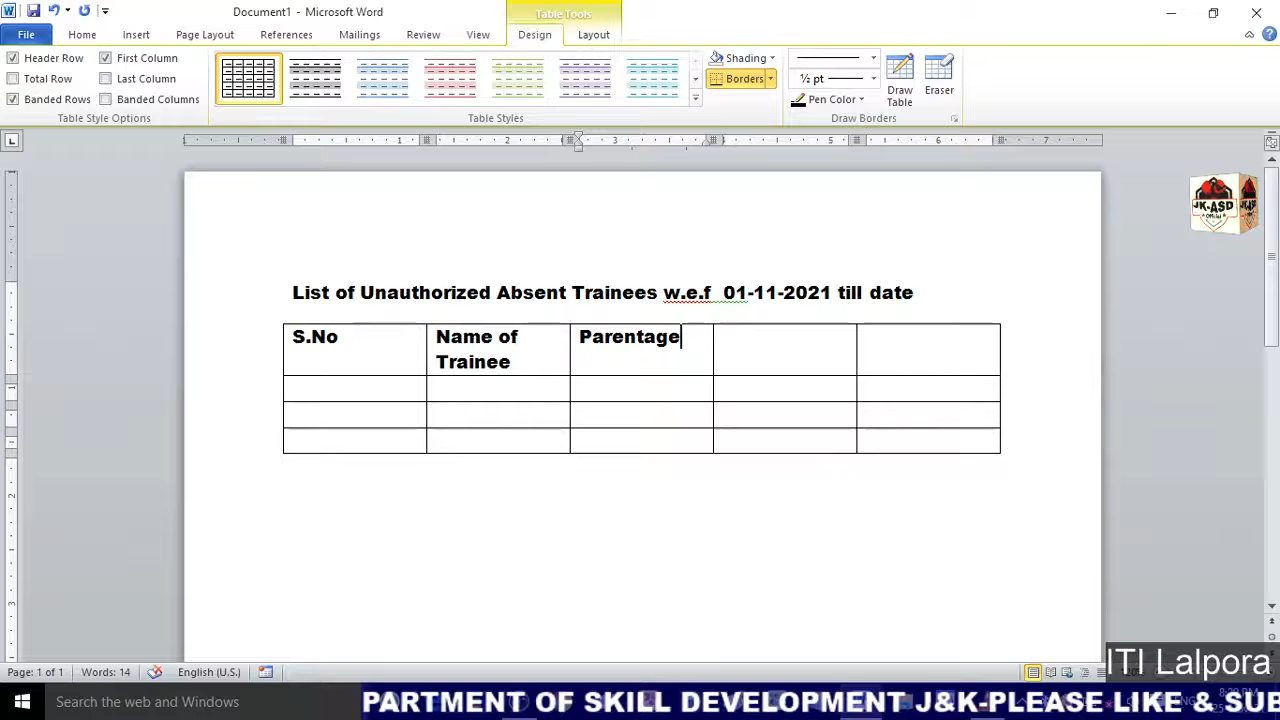 Document1 - Microsoft Word
Table Tools
File
Home
Insert
Page Layout
References
Mailings
Review
View
Design
Layout
Header Row
First Column
Total Row
Last Column
Banded Rows
Banded Columns
Table Style Options
Table Styles
Shading
Borders
½ pt
Pen Color
Draw Table
Eraser
Draw Borders
JK-ASD
Official
List of Unauthorized Absent Trainees w.e.f 01-11-2021 till date
S.No
Name of
Trainee
Parentage
Page: 1 of 1
Words: 14
English (U.S.)
ITI Lalpora
Search the web and Windows
PARTMENT OF SKILL DEVELOPMENT J&K-PLEASE LIKE & SUB